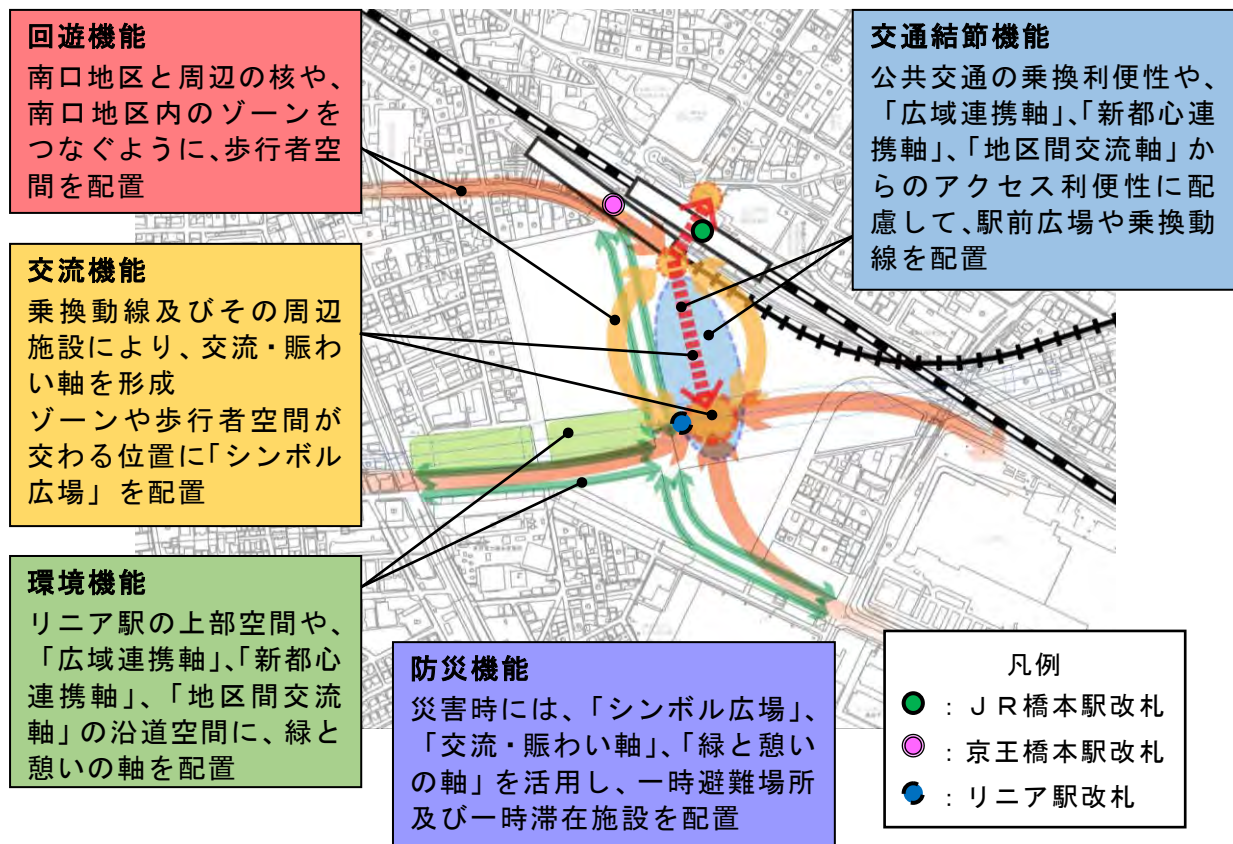 回遊機能
南口地区と周辺の核や、
南口地区内のゾーンを
つなぐように、歩行者空
間を配置
交流機能
乗換動線及びその周辺
施設により、交流・賑わ
い軸を形成
ゾーンや歩行者空間が
交わる位置に「シンボル
広場」を配置
環境機能
リニア駅の上部空間や、
「広域連携軸」、「新都心
連携軸」、「地区間交流
軸」の沿道空間に、緑と
憩いの軸を配置
交通結節機能
公共交通の乗換利便性や、
「広域連携軸」、「新都心連
携軸」、「地区間交流軸」か
らのアクセス利便性に配
慮して、駅前広場や乗換動
線を配置
防災機能
災害時には、「シンボル広場」、
「交流・賑わい軸」、「緑と憩い
の軸」を活用し、一時避難場所
及び一時滞在施設を配置
凡例
：ＪＲ橋本駅改札
：京王橋本駅改札
：リニア駅改札